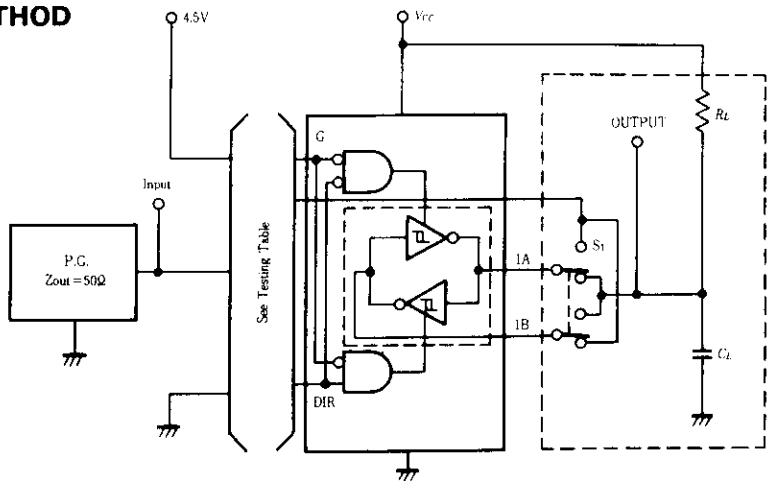 THOD
4.5V
VCC
G
OUTPUT
RL
Input
P.G.
Zout = 50Ω
See Testing Table
S1
1A
1B
CL
DIR